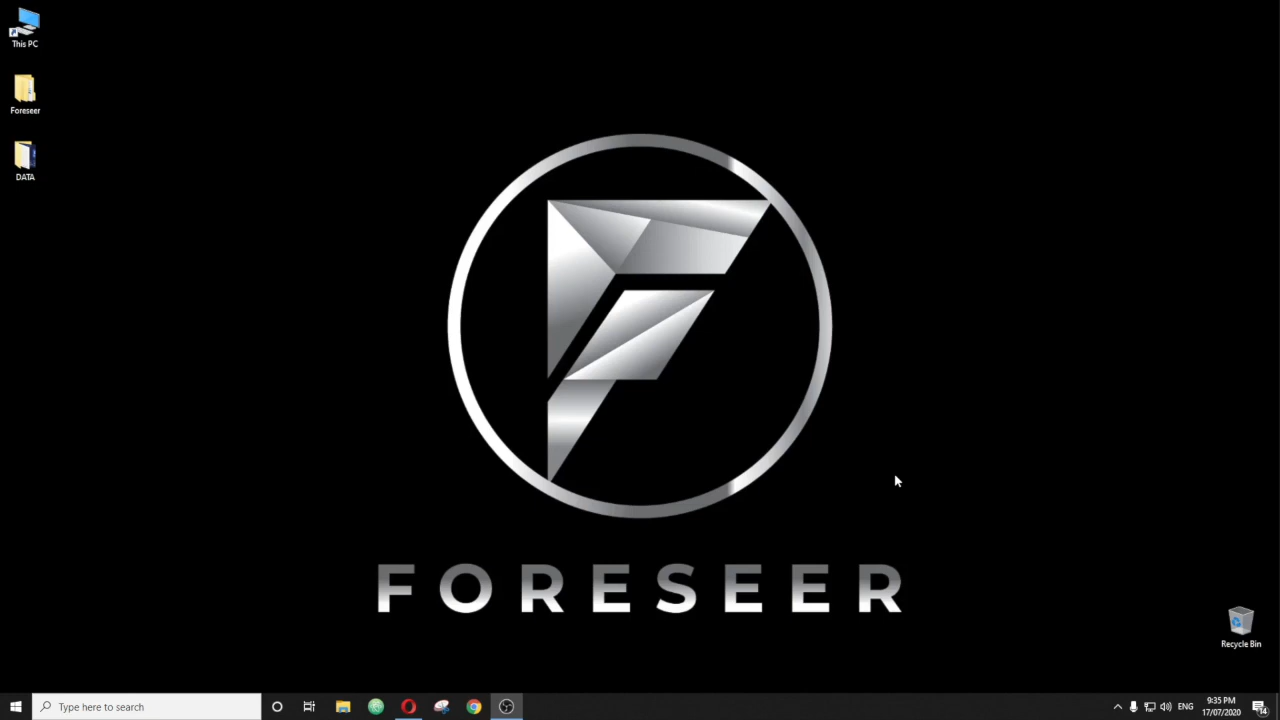 This PC
Foreseer
DATA
FORESEER
Recycle Bin
Type here to search
ENG
9:35 PM
17/07/2020
14